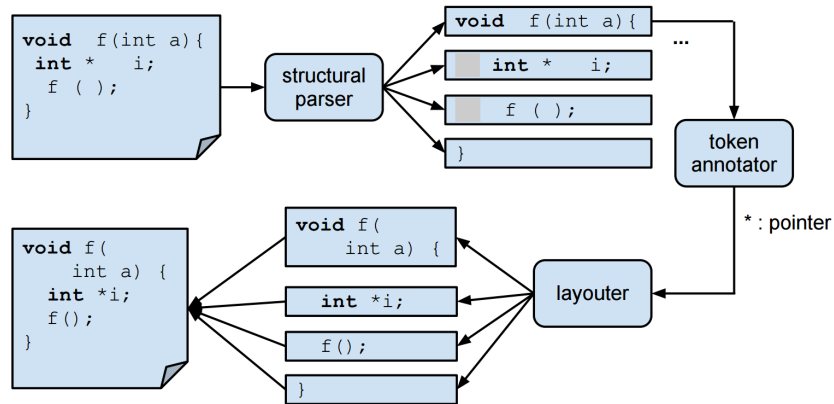 void f(int a){
int * i;
f ( );
}
structural
parser
void f(int a){
int * i;
f ( );
}
...
token
annotator
* : pointer
layouter
void f(
int a) {
int *i;
f();
}
void f(
int a) {
int *i;
f();
}